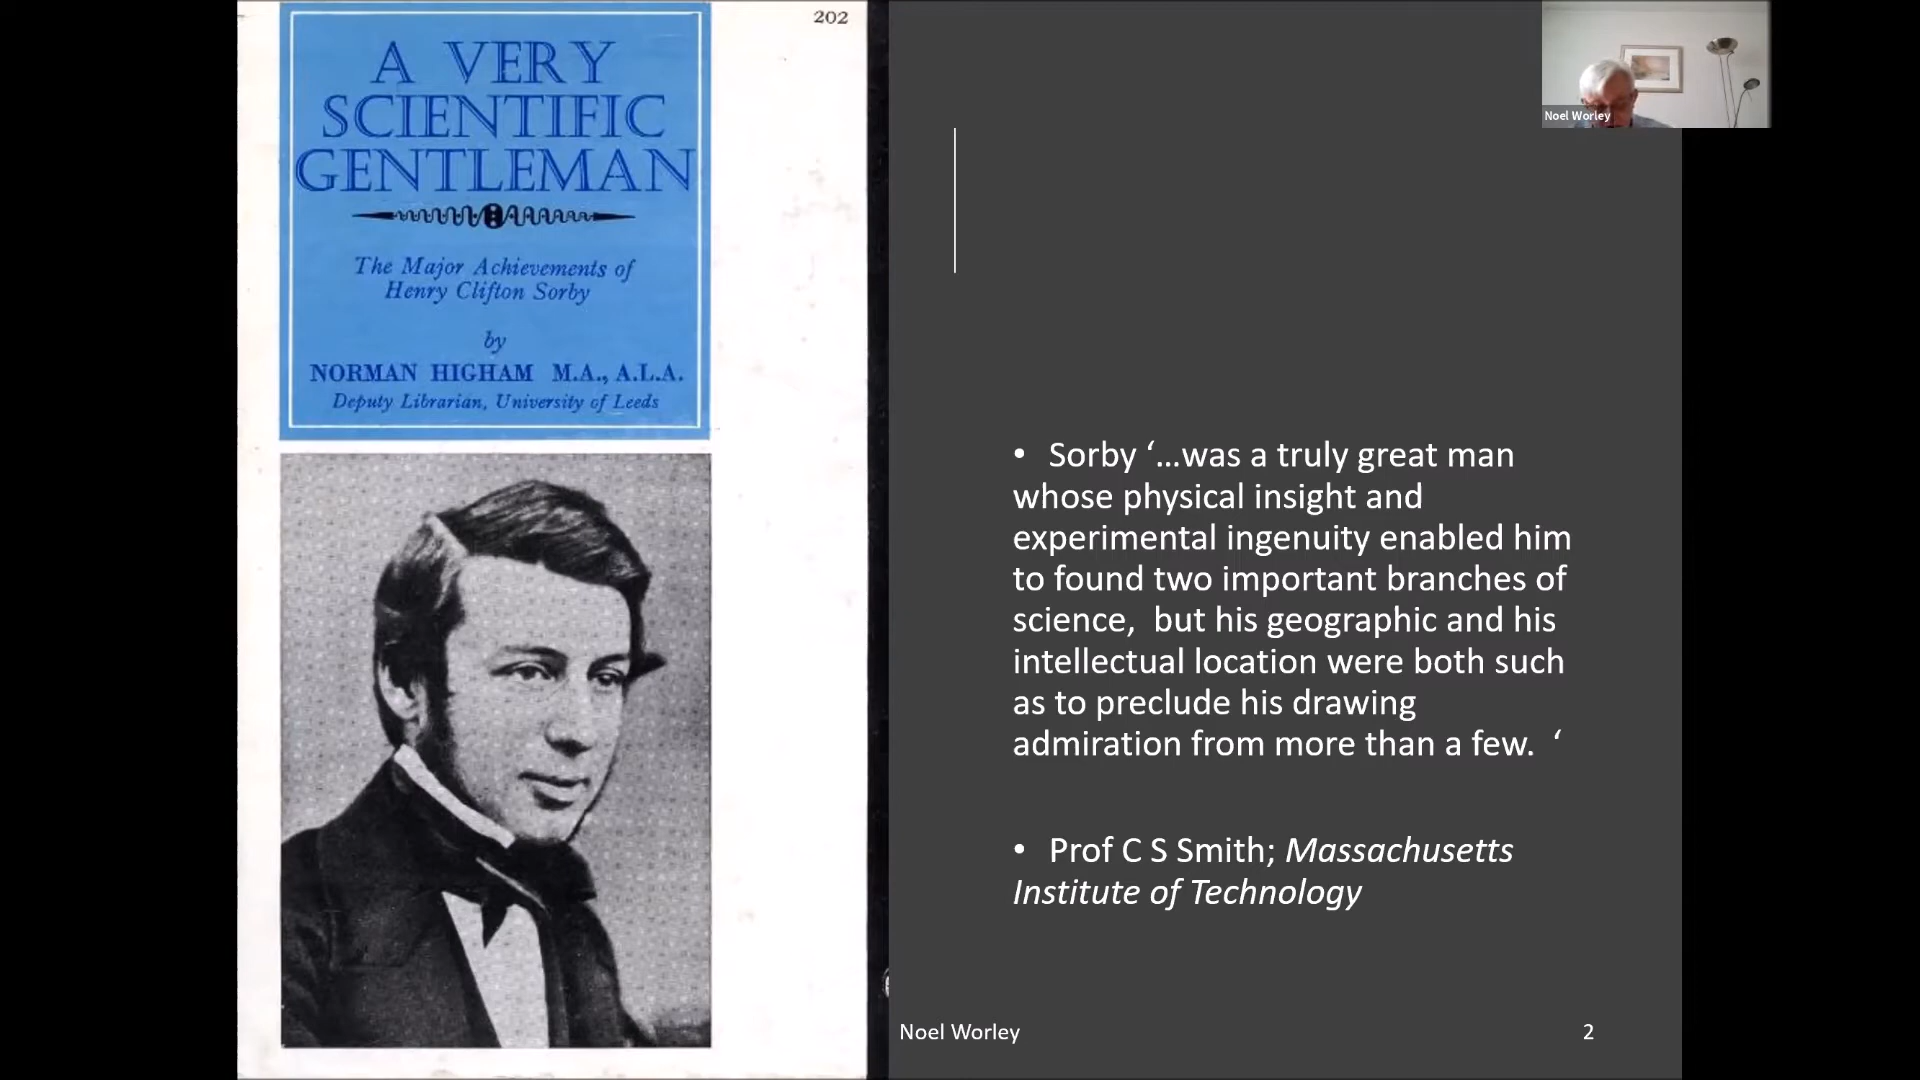 202
A VERY
SCIENTIFIC
GENTLEMAN
The Major Achievements of
Henry Clifton Sorby
by
NORMAN HIGHAM M.A., A.L.A.
Deputy Librarian, University of Leeds
Noel Worley
• Sorby ‘…was a truly great man
whose physical insight and
experimental ingenuity enabled him
to found two important branches of
science,  but his geographic and his
intellectual location were both such
as to preclude his drawing
admiration from more than a few.  ‘
• Prof C S Smith; Massachusetts
Institute of Technology
Noel Worley
2